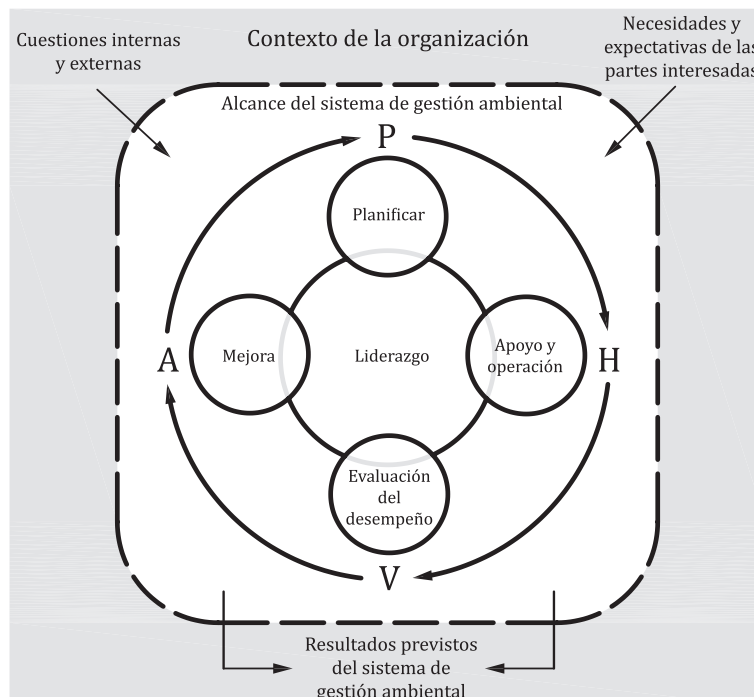 Cuestiones internas
y externas
Contexto de la organización
Necesidades y
expectativas de las
partes interesadas
Alcance del sistema de gestión ambiental
P
Planificar
A
Mejora
Liderazgo
Apoyo y
operación
H
Evaluación
del
desempeño
V
Resultados previstos
del sistema de
gestión ambiental